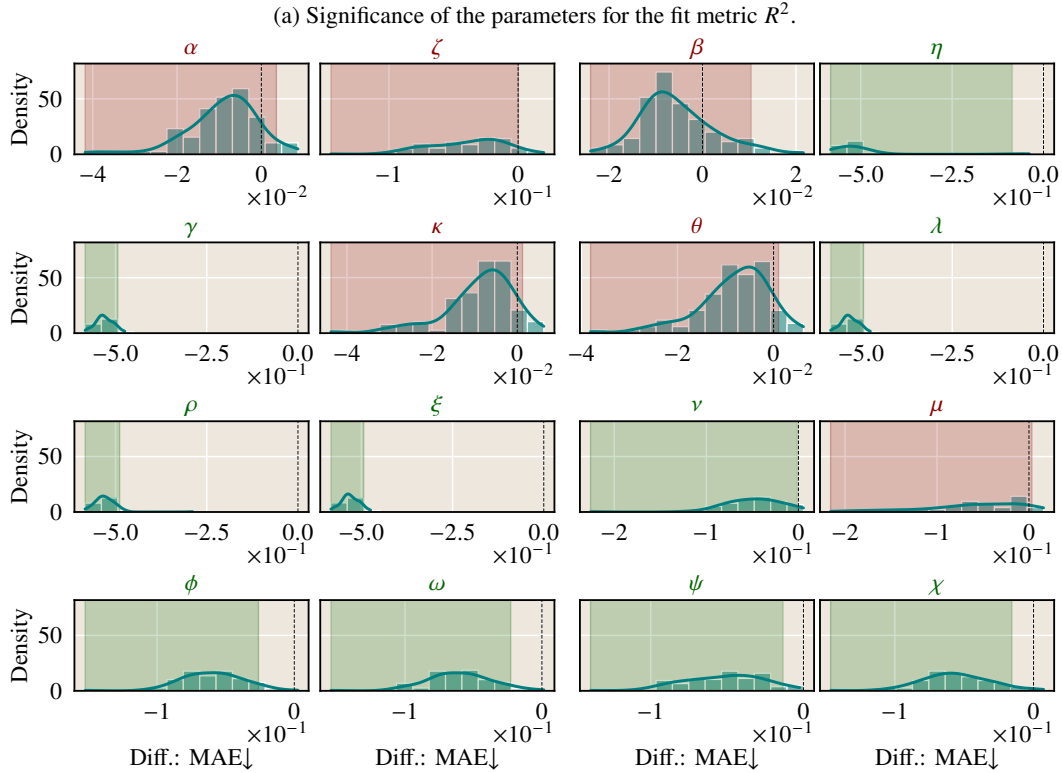 (a) Significance of the parameters for the fit metric R².
α ζ β η
Density 50 0
−4 −2 0 −1 0 −2 0 2 −5.0 0.0
×10⁻² ×10⁻¹ ×10⁻² ×10⁻¹
γ κ θ λ
Density 50 0
−5.0 −2.5 0.0 −4 −2 0 −4 −2 0 −5.0 −2.5 0.0
×10⁻¹ ×10⁻² ×10⁻² ×10⁻¹
ρ ξ ν μ
Density 50 0
−5.0 −2.5 0.0 −5.0 −2.5 0.0 −2 −1 0 −2 −1 0
×10⁻¹ ×10⁻¹ ×10⁻¹ ×10⁻¹
ϕ ω ψ χ
Density 50 0
−1 0 −1 0 −1 0 −1 0
×10⁻¹ ×10⁻¹ ×10⁻¹ ×10⁻¹
Diff.: MAE↓ Diff.: MAE↓ Diff.: MAE↓ Diff.: MAE↓